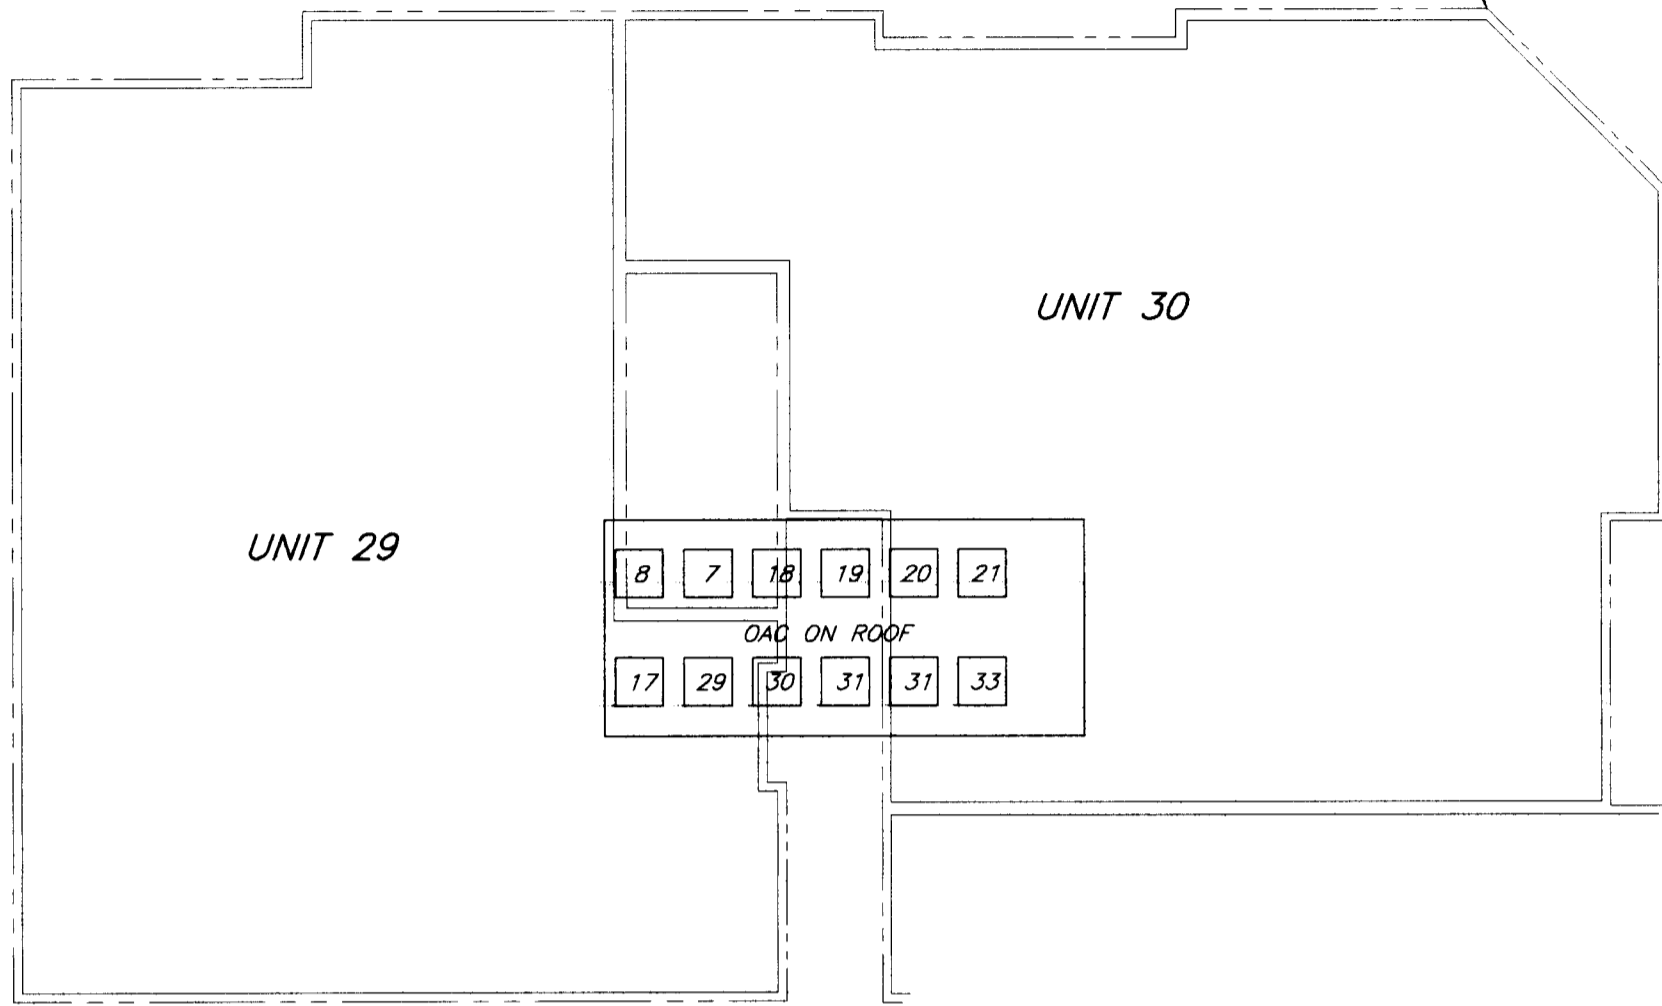 UNIT 30
UNIT 29
8 7 18 19 20 21
OAC ON ROOF
17 29 30 31 31 33